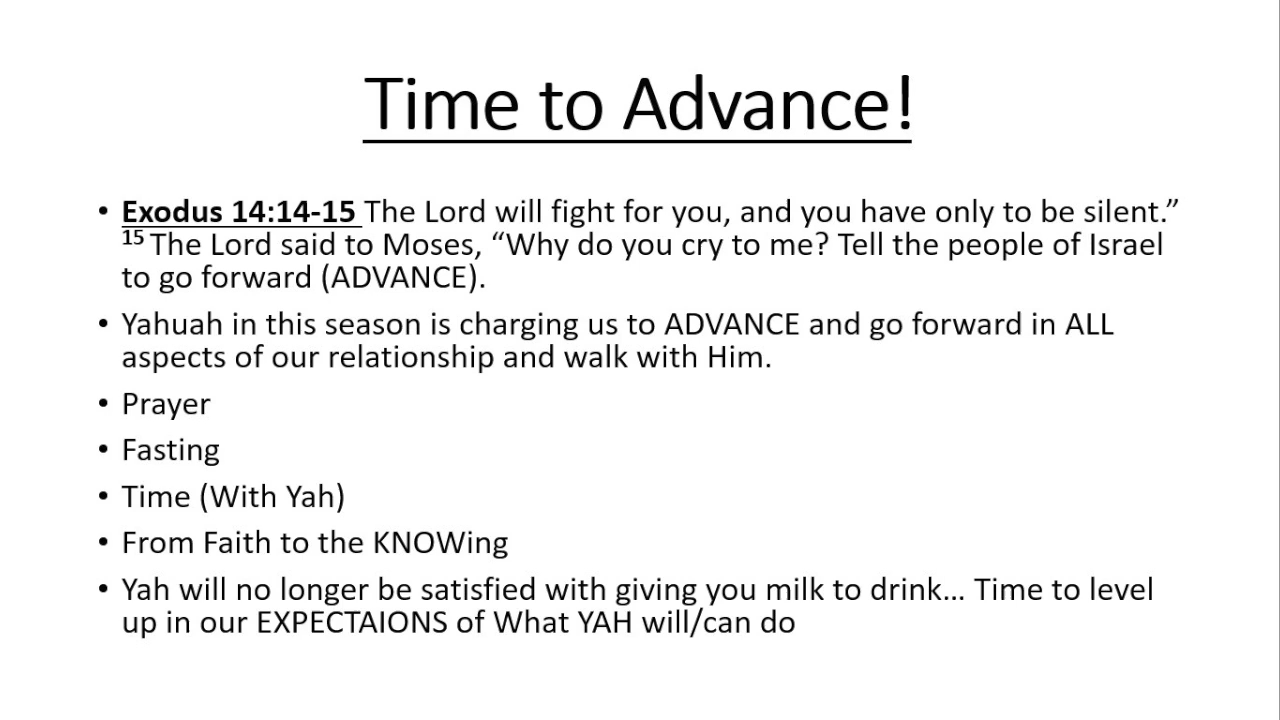 Time to Advance!
• Exodus 14:14-15 The Lord will fight for you, and you have only to be silent.”
15 The Lord said to Moses, “Why do you cry to me? Tell the people of Israel
to go forward (ADVANCE).
• Yahuah in this season is charging us to ADVANCE and go forward in ALL
aspects of our relationship and walk with Him.
• Prayer
• Fasting
• Time (With Yah)
• From Faith to the KNOWing
• Yah will no longer be satisfied with giving you milk to drink... Time to level
up in our EXPECTAIONS of What YAH will/can do